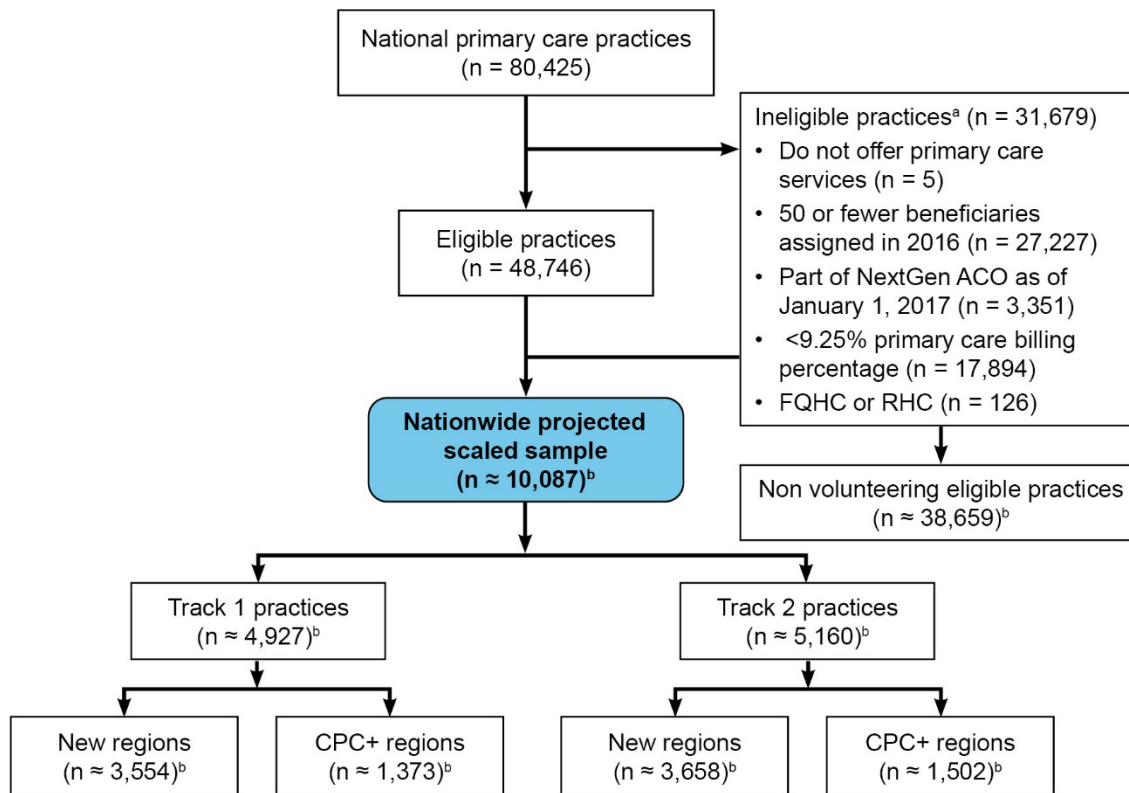 National primary care practices
(n = 80,425)
Ineligible practicesᵃ (n = 31,679)
• Do not offer primary care
services (n = 5)
• 50 or fewer beneficiaries
assigned in 2016 (n = 27,227)
• Part of NextGen ACO as of
January 1, 2017 (n = 3,351)
• <9.25% primary care billing
percentage (n = 17,894)
• FQHC or RHC (n = 126)
Eligible practices
(n = 48,746)
Nationwide projected
scaled sample
(n ≈ 10,087)ᵇ
Non volunteering eligible practices
(n ≈ 38,659)ᵇ
Track 1 practices
(n ≈ 4,927)ᵇ
Track 2 practices
(n ≈ 5,160)ᵇ
New regions
(n ≈ 3,554)ᵇ
CPC+ regions
(n ≈ 1,373)ᵇ
New regions
(n ≈ 3,658)ᵇ
CPC+ regions
(n ≈ 1,502)ᵇ